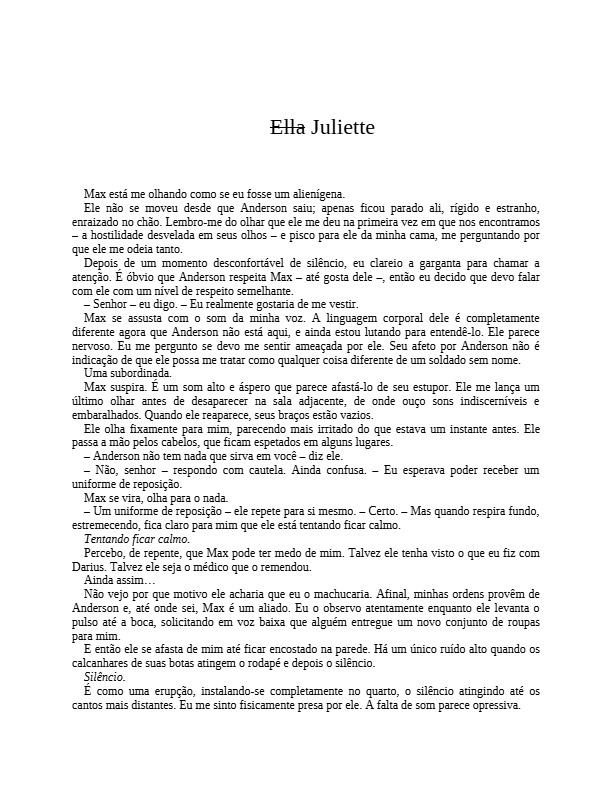 Ella Juliette
Max está me olhando como se eu fosse um alienígena.
Ele não se moveu desde que Anderson saiu; apenas ficou parado ali, rígido e estranho,
enraizado no chão. Lembro-me do olhar que ele me deu na primeira vez em que nos encontramos
– a hostilidade desvelada em seus olhos – e pisco para ele da minha cama, me perguntando por
que ele me odeia tanto.
Depois de um momento desconfortável de silêncio, eu clareio a garganta para chamar a
atenção. É óbvio que Anderson respeita Max – até gosta dele –, então eu decido que devo falar
com ele com um nível de respeito semelhante.
– Senhor – eu digo. – Eu realmente gostaria de me vestir.
Max se assusta com o som da minha voz. A linguagem corporal dele é completamente
diferente agora que Anderson não está aqui, e ainda estou lutando para entendê-lo. Ele parece
nervoso. Eu me pergunto se devo me sentir ameaçada por ele. Seu afeto por Anderson não é
indicação de que ele possa me tratar como qualquer coisa diferente de um soldado sem nome.
Uma subordinada.
Max suspira. É um som alto e áspero que parece afastá-lo de seu estupor. Ele me lança um
último olhar antes de desaparecer na sala adjacente, de onde ouço sons indiscerníveis e
embaralhados. Quando ele reaparece, seus braços estão vazios.
Ele olha fixamente para mim, parecendo mais irritado do que estava um instante antes. Ele
passa a mão pelos cabelos, que ficam espetados em alguns lugares.
– Anderson não tem nada que sirva em você – diz ele.
– Não, senhor – respondo com cautela. Ainda confusa. – Eu esperava poder receber um
uniforme de reposição.
Max se vira, olha para o nada.
– Um uniforme de reposição – ele repete para si mesmo. – Certo. – Mas quando respira fundo,
estremecendo, fica claro para mim que ele está tentando ficar calmo.
Tentando ficar calmo.
Percebo, de repente, que Max pode ter medo de mim. Talvez ele tenha visto o que eu fiz com
Darius. Talvez ele seja o médico que o remendou.
Ainda assim…
Não vejo por que motivo ele acharia que eu o machucaria. Afinal, minhas ordens provêm de
Anderson e, até onde sei, Max é um aliado. Eu o observo atentamente enquanto ele levanta o
pulso até a boca, solicitando em voz baixa que alguém entregue um novo conjunto de roupas
para mim.
E então ele se afasta de mim até ficar encostado na parede. Há um único ruído alto quando os
calcanhares de suas botas atingem o rodapé e depois o silêncio.
Silêncio.
É como uma erupção, instalando-se completamente no quarto, o silêncio atingindo até os
cantos mais distantes. Eu me sinto fisicamente presa por ele. A falta de som parece opressiva.